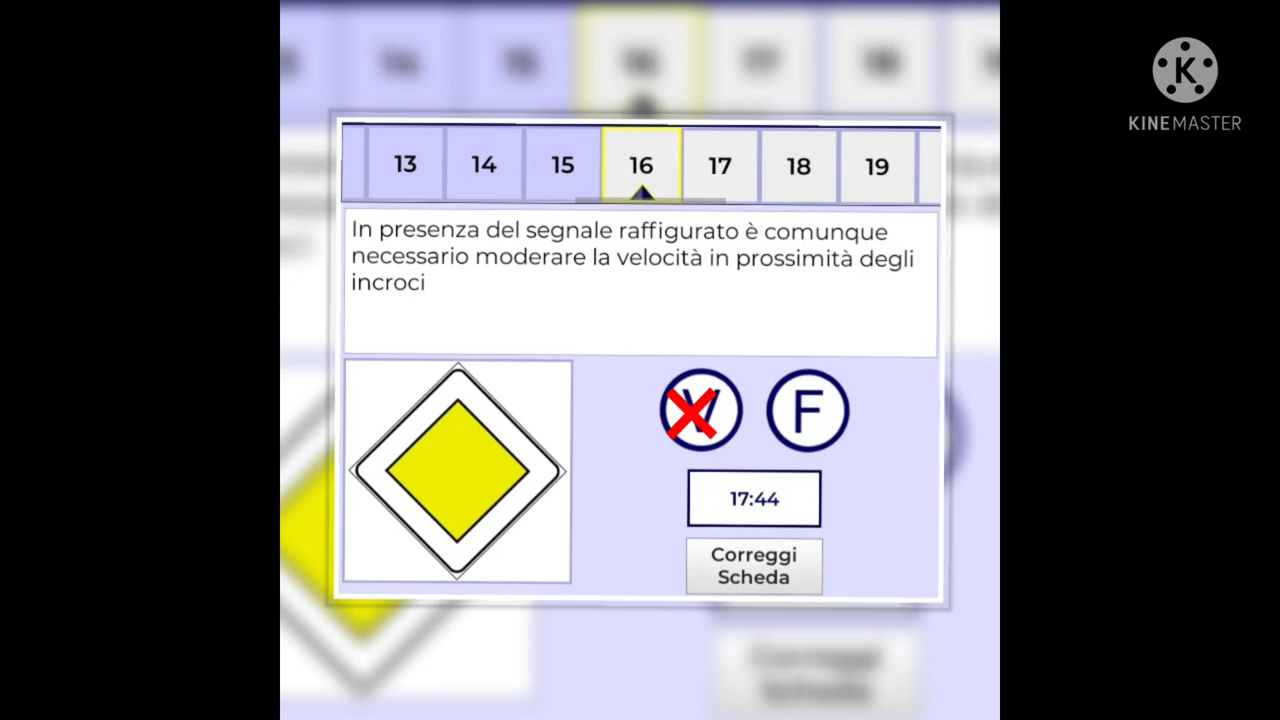 KINEMASTER
13 14 15 16 17 18 19
In presenza del segnale raffigurato è comunque
necessario moderare la velocità in prossimità degli
incroci
V F
17:44
Correggi
Scheda